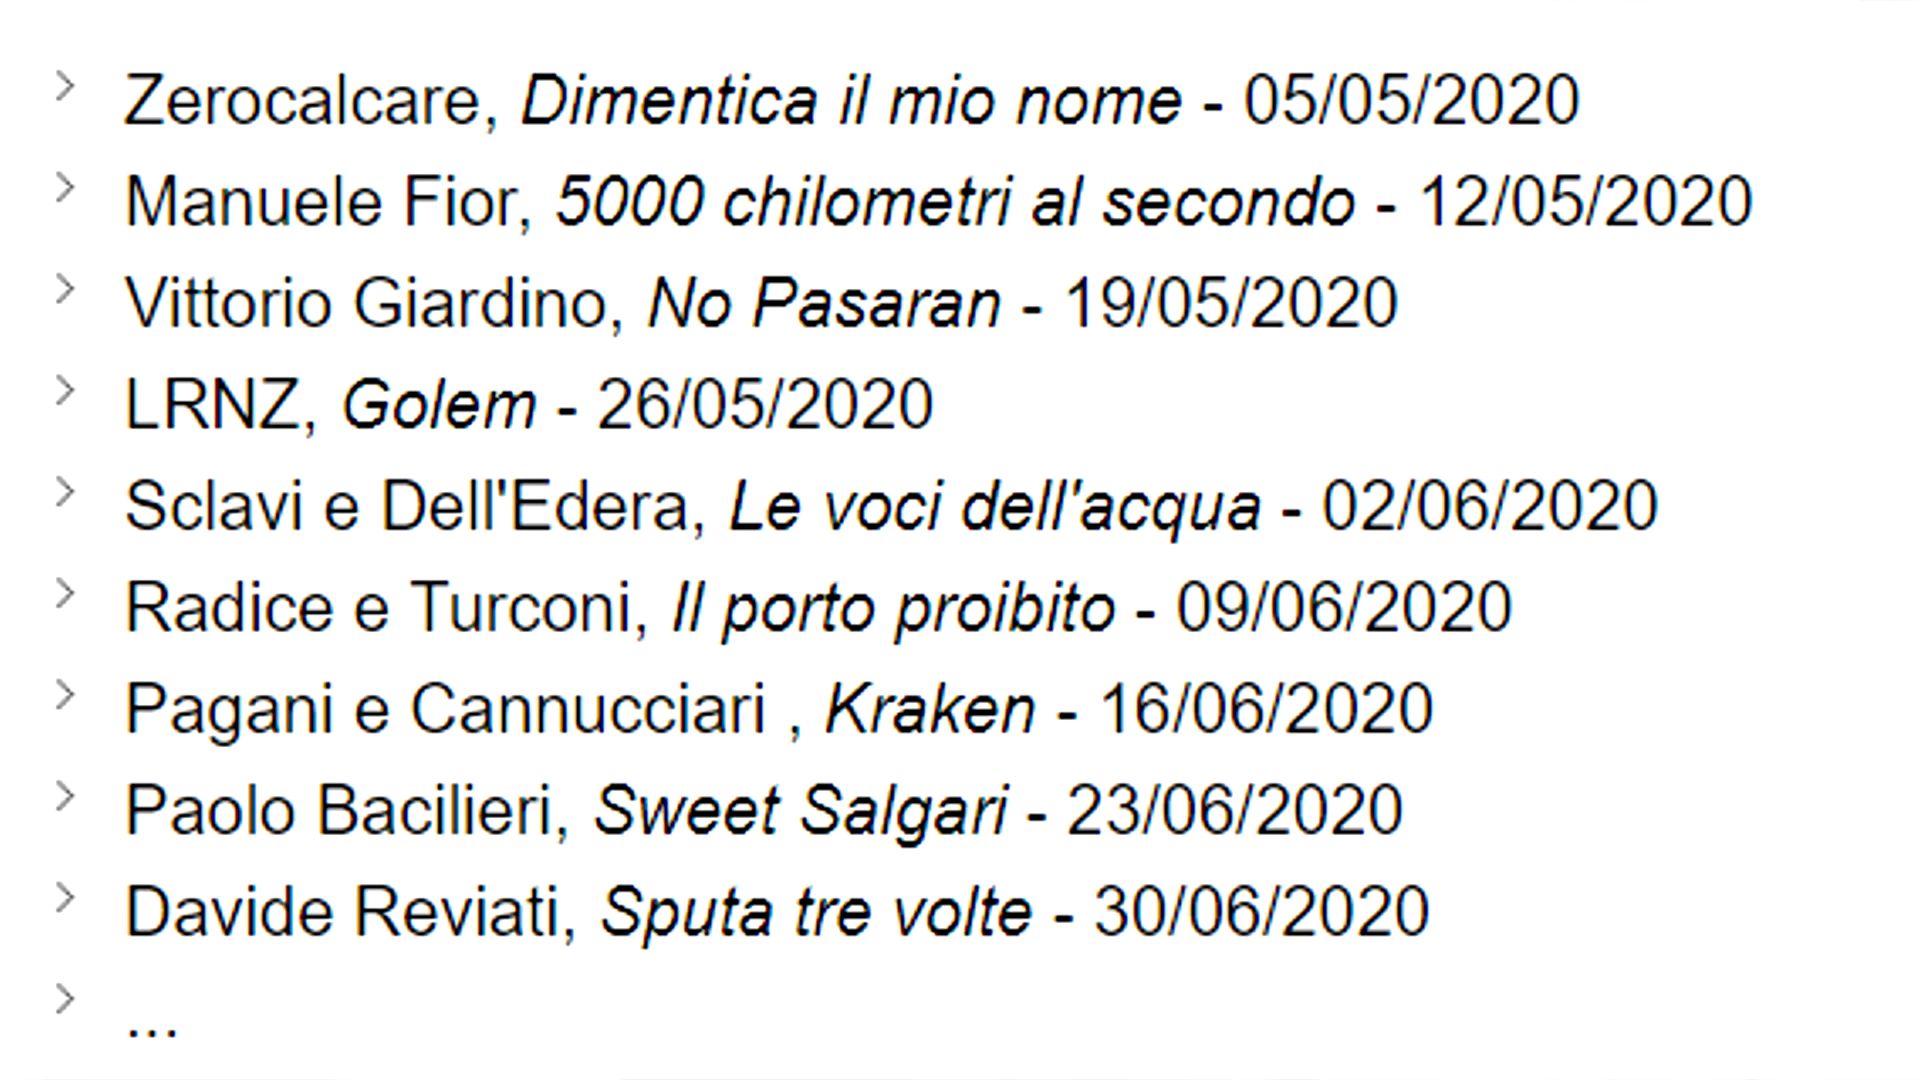 Zerocalcare, Dimentica il mio nome - 05/05/2020
Manuele Fior, 5000 chilometri al secondo - 12/05/2020
Vittorio Giardino, No Pasaran - 19/05/2020
LRNZ, Golem - 26/05/2020
Sclavi e Dell'Edera, Le voci dell'acqua - 02/06/2020
Radice e Turconi, Il porto proibito - 09/06/2020
Pagani e Cannucciari , Kraken - 16/06/2020
Paolo Bacilieri, Sweet Salgari - 23/06/2020
Davide Reviati, Sputa tre volte - 30/06/2020
...